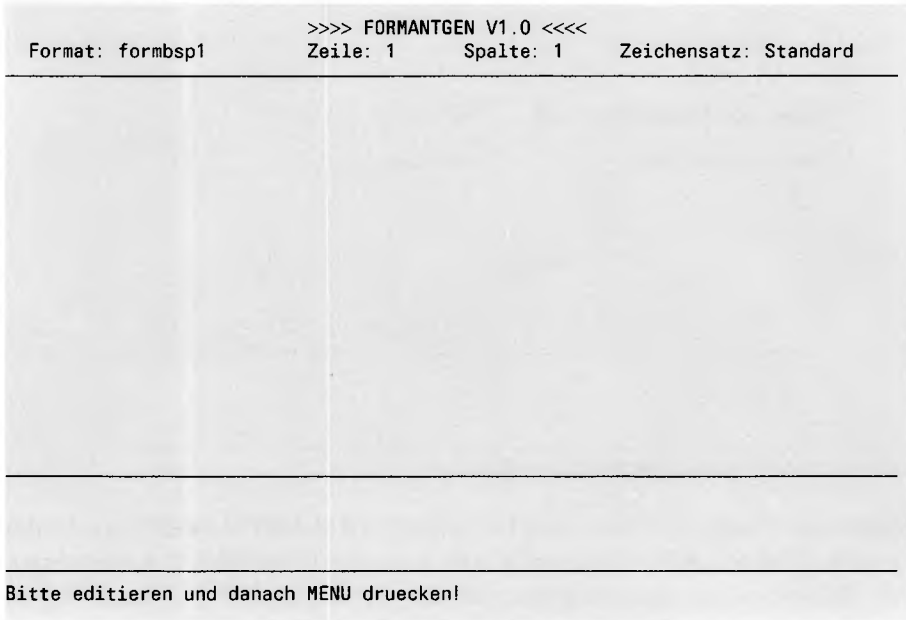 >>>> FORMANTGEN V1.0 <<<<
Format: formbsp1 Zeile: 1 Spalte: 1 Zeichensatz: Standard
Bitte editieren und danach MENU druecken!